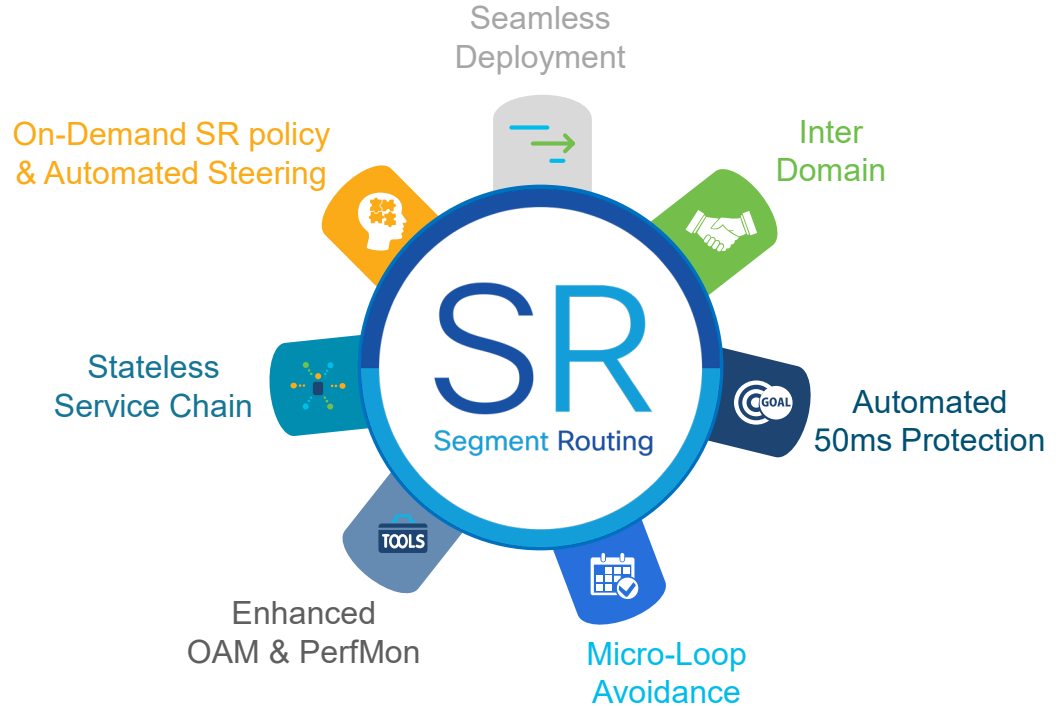 Seamless
Deployment
On-Demand SR policy
& Automated Steering
Inter
Domain
SR
Segment Routing
Stateless
Service Chain
GOAL
Automated
50ms Protection
TOOLS
Enhanced
OAM & PerfMon
Micro-Loop
Avoidance